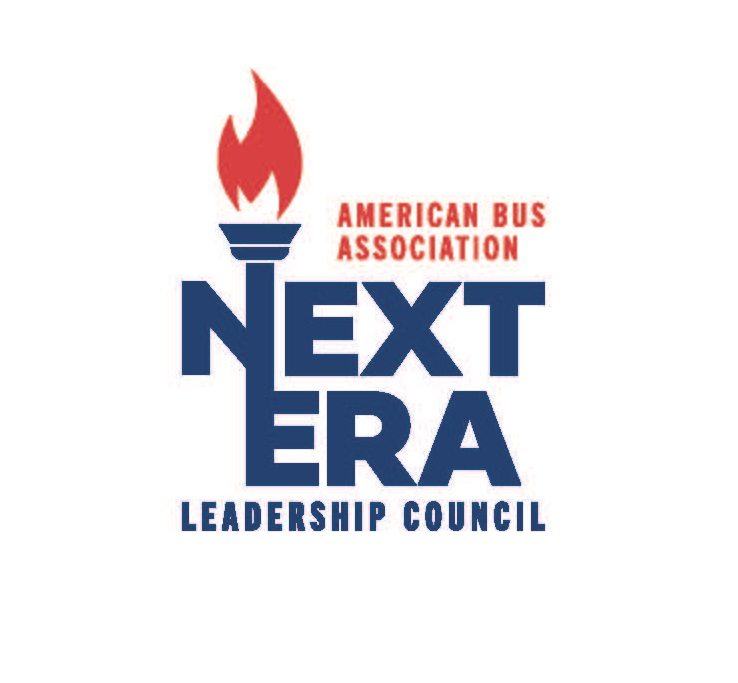 AMERICAN BUS
ASSOCIATION
NEXT
ERA
LEADERSHIP COUNCIL